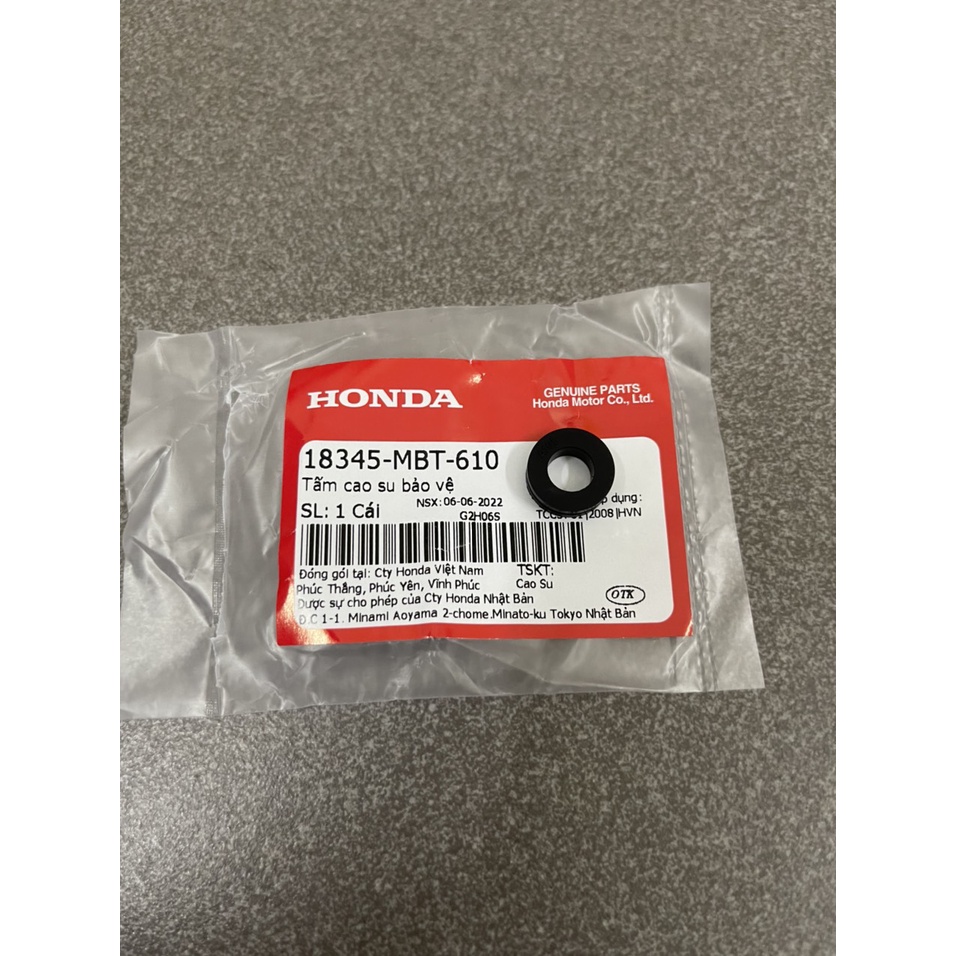 HONDA
GENUINE PARTS
Honda Motor Co., Ltd.
18345-MBT-610
Tấm cao su bảo vệ
NSX: 06-06-2022
dụng:
SL: 1 Cái
G2H06S
2008 |HVN
Đóng gói tại: Cty Honda Việt Nam
TSKT:
Phúc Thắng, Phúc Yên, Vĩnh Phúc
Cao Su
OTK
Được sự cho phép của Cty Honda Nhật Bản
Đ.C 1-1. Minami Aoyama 2-chome.Minato-ku Tokyo Nhật Bản